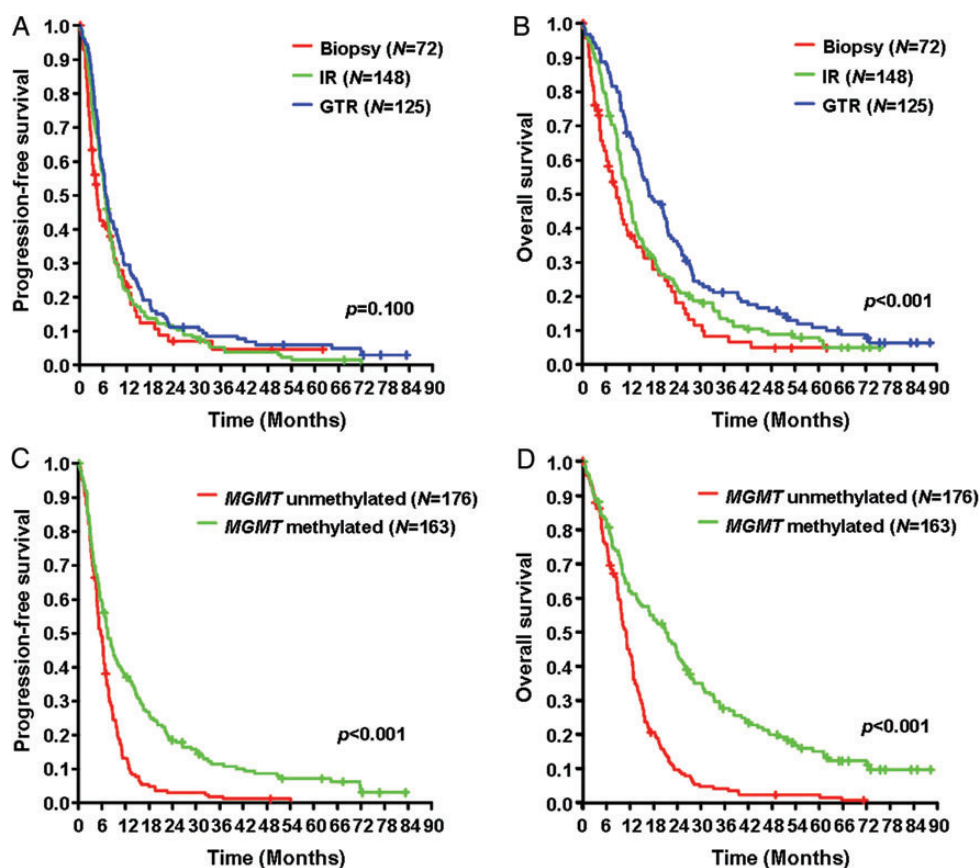 A
Progression-free survival
1.0
0.9
0.8
0.7
0.6
0.5
0.4
0.3
0.2
0.1
0.0
Biopsy (N=72)
IR (N=148)
GTR (N=125)
p=0.100
0 6 12 18 24 30 36 42 48 54 60 66 72 78 84 90
Time (Months)
B
Overall survival
1.0
0.9
0.8
0.7
0.6
0.5
0.4
0.3
0.2
0.1
0.0
Biopsy (N=72)
IR (N=148)
GTR (N=125)
p<0.001
0 6 12 18 24 30 36 42 48 54 60 66 72 78 84 90
Time (Months)
C
Progression-free survival
1.0
0.9
0.8
0.7
0.6
0.5
0.4
0.3
0.2
0.1
0.0
MGMT unmethylated (N=176)
MGMT methylated (N=163)
p<0.001
0 6 12 18 24 30 36 42 48 54 60 66 72 78 84 90
Time (Months)
D
Overall survival
1.0
0.9
0.8
0.7
0.6
0.5
0.4
0.3
0.2
0.1
0.0
MGMT unmethylated (N=176)
MGMT methylated (N=163)
p<0.001
0 6 12 18 24 30 36 42 48 54 60 66 72 78 84 90
Time (Months)